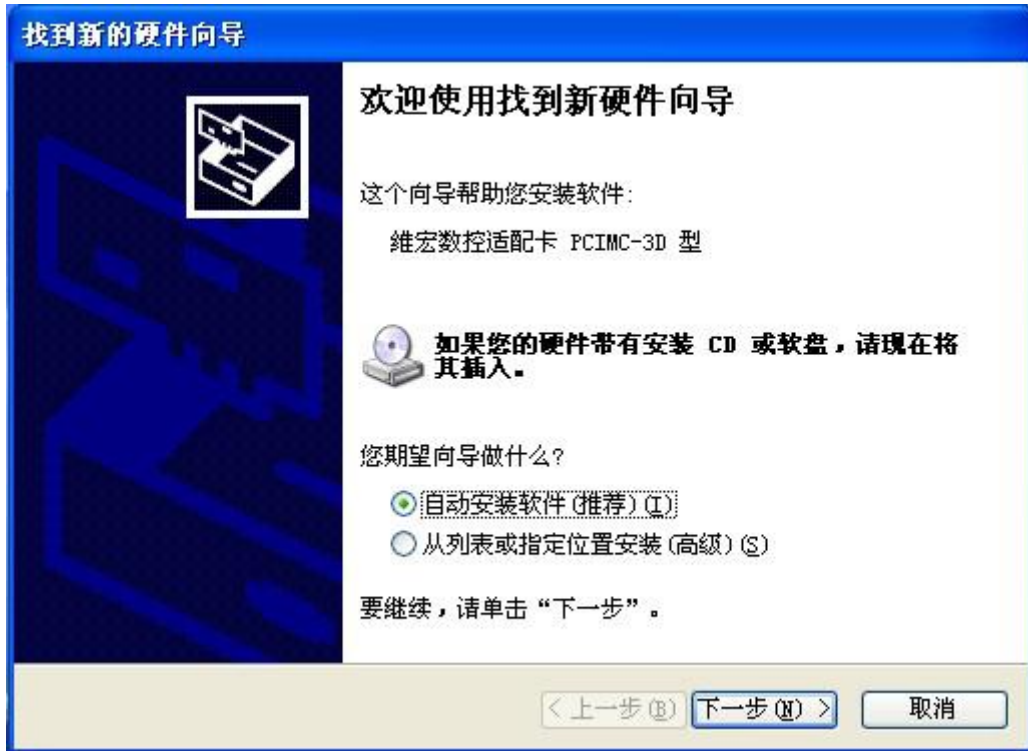 找到新的硬件向导
欢迎使用找到新硬件向导
这个向导帮助您安装软件:
维宏数控适配卡 PCIMC-3D 型
如果您的硬件带有安装 CD 或软盘，请现在将
其插入。
您期望向导做什么?
自动安装软件(推荐)(I)
从列表或指定位置安装(高级)(S)
要继续，请单击“下一步”。
< 上一步(B) 下一步(N) > 取消